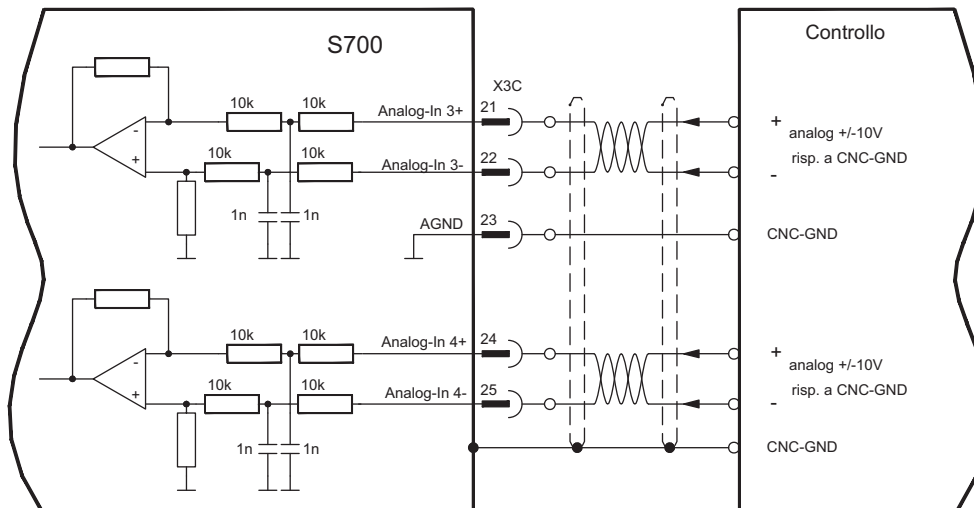 S700
Controllo
X3C
10k
10k
Analog-In 3+
21
+
analog +/-10V
risp. a CNC-GND
-
-
+
10k
10k
Analog-In 3-
22
1n
1n
AGND
23
CNC-GND
10k
10k
Analog-In 4+
24
+
analog +/-10V
risp. a CNC-GND
-
-
+
10k
10k
Analog-In 4-
25
1n
1n
CNC-GND